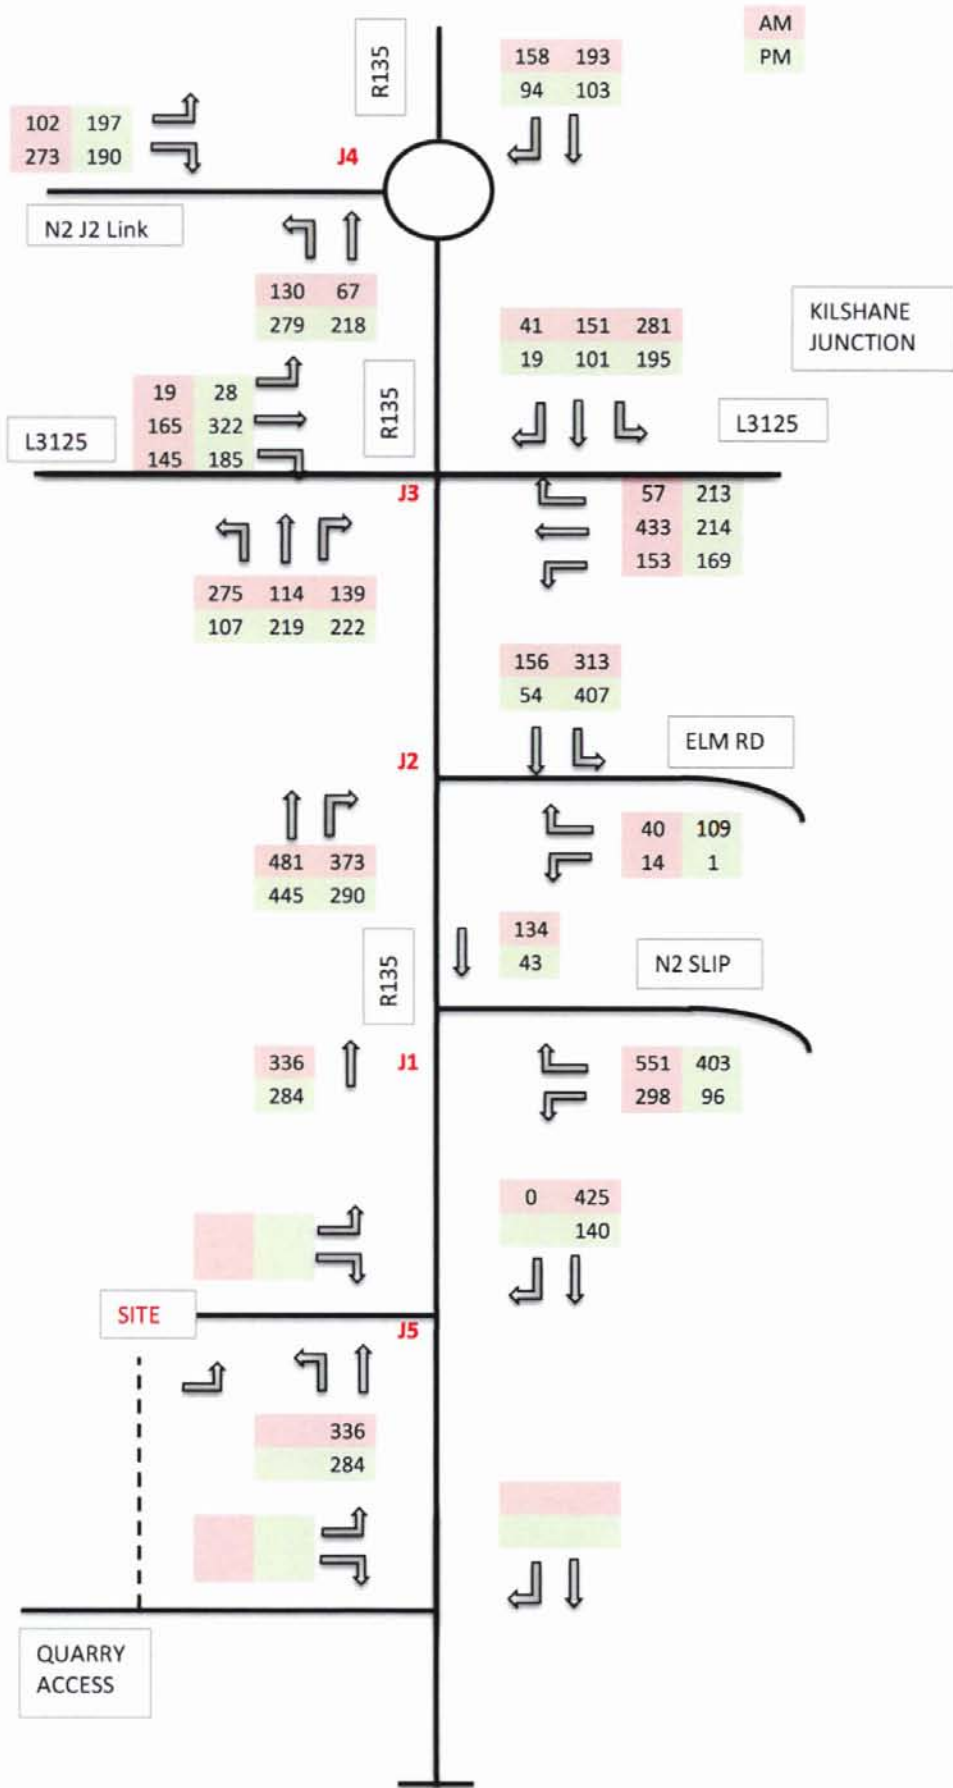 AM
PM
R135
158 193
94 103
102 197
273 190
J4
N2 J2 Link
130 67
279 218
KILSHANE
JUNCTION
41 151 281
19 101 195
R135
19 28
165 322
145 185
L3125
L3125
J3
57 213
433 214
153 169
275 114 139
107 219 222
156 313
54 407
ELM RD
J2
40 109
14 1
481 373
445 290
134
43
R135
N2 SLIP
J1
336
284
551 403
298 96
0 425
140
SITE
J5
336
284
QUARRY
ACCESS